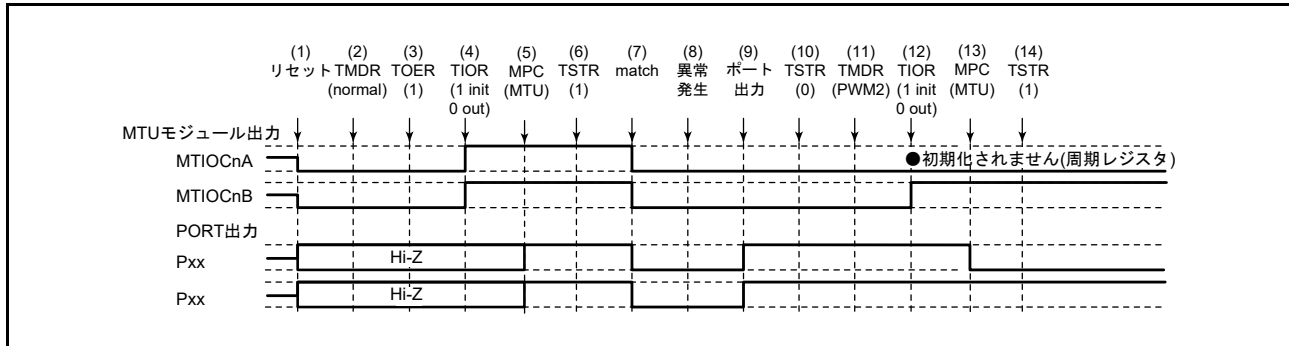 (1) (2) (3) (4) (5) (6) (7) (8) (9) (10) (11) (12) (13) (14)
リセット TMDR TOER TIOR MPC TSTR match 異常 ポート TSTR TMDR TIOR MPC TSTR
(normal) (1) (1 init (MTU) (1) 発生 出力 (0) (PWM2) (1 init (MTU) (1)
0 out) 0 out)
MTUモジュール出力
MTIOCnA ●初期化されません(周期レジスタ)
MTIOCnB
PORT出力
Pxx Hi-Z
Pxx Hi-Z